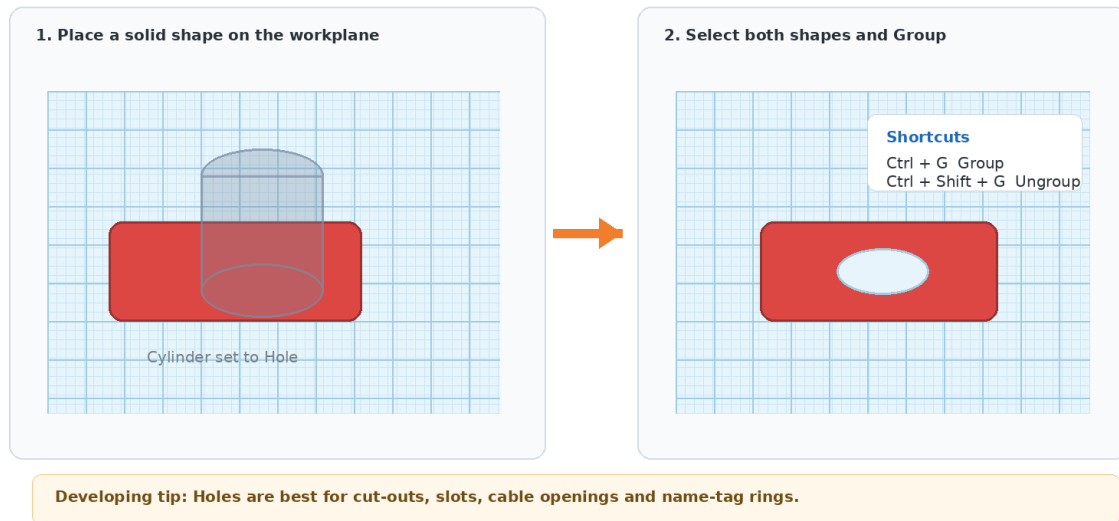 1. Place a solid shape on the workplane
Cylinder set to Hole
2. Select both shapes and Group
Shortcuts
Ctrl + G  Group
Ctrl + Shift + G  Ungroup
Developing tip: Holes are best for cut-outs, slots, cable openings and name-tag rings.